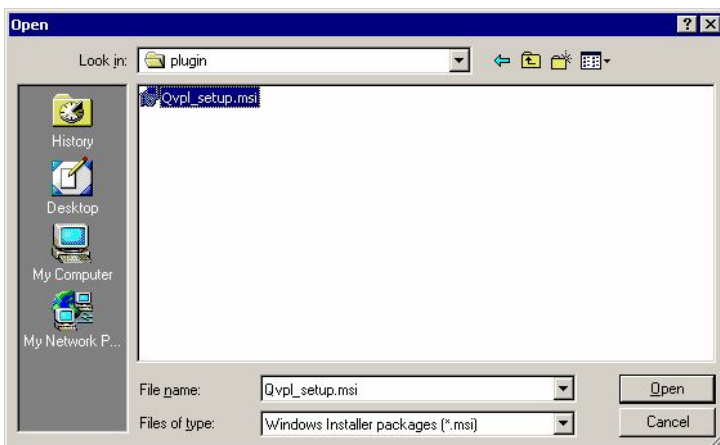 Open
Look in: plugin
Qvpl_setup.msi
History
Desktop
My Computer
My Network P...
File name: Qvpl_setup.msi Open
Files of type: Windows Installer packages (*.msi) Cancel